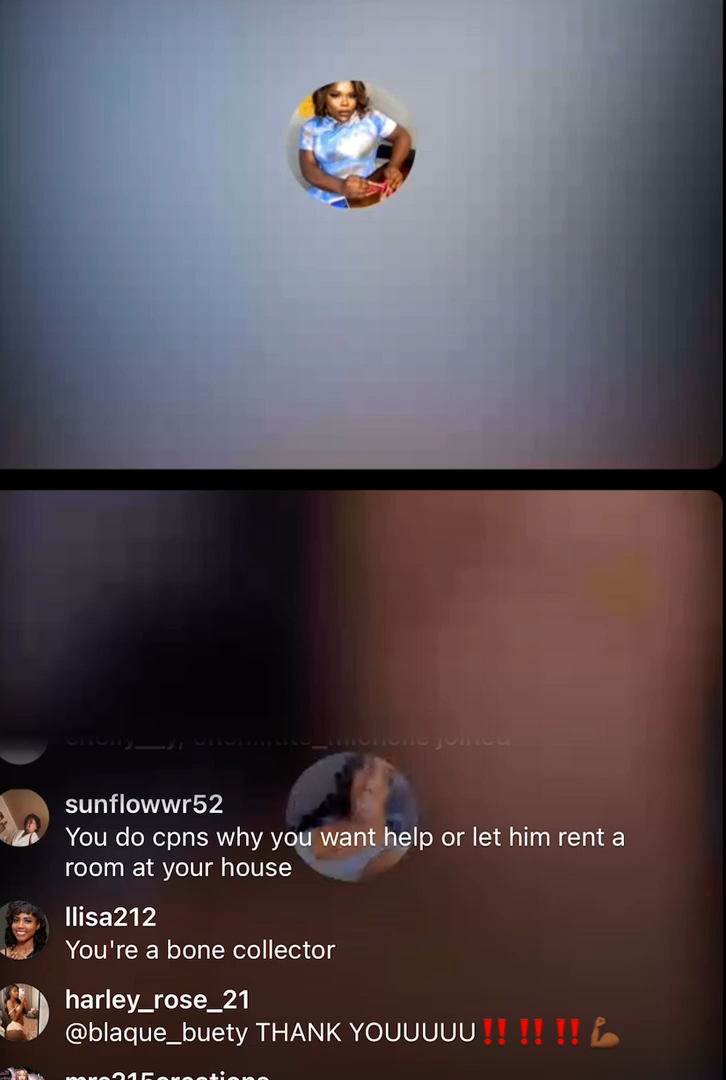 joined
sunflowwr52
You do cpns why you want help or let him rent a
room at your house
llisa212
You're a bone collector
harley_rose_21
@blaque_buety THANK YOUUUUU‼️‼️‼️💪🏾